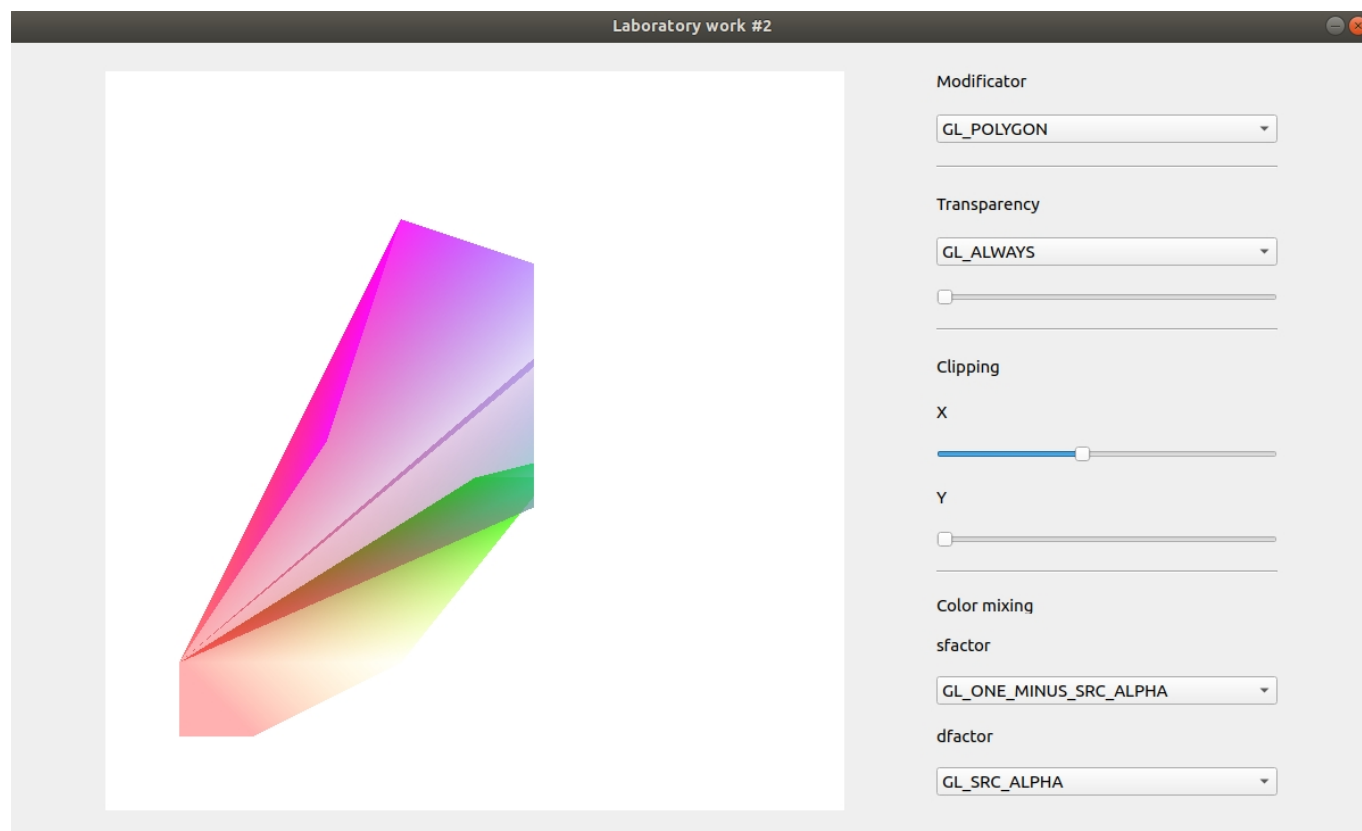 Laboratory work #2
Modificator
GL_POLYGON
Transparency
GL_ALWAYS
Clipping
X
Y
Color mixing
sfactor
GL_ONE_MINUS_SRC_ALPHA
dfactor
GL_SRC_ALPHA